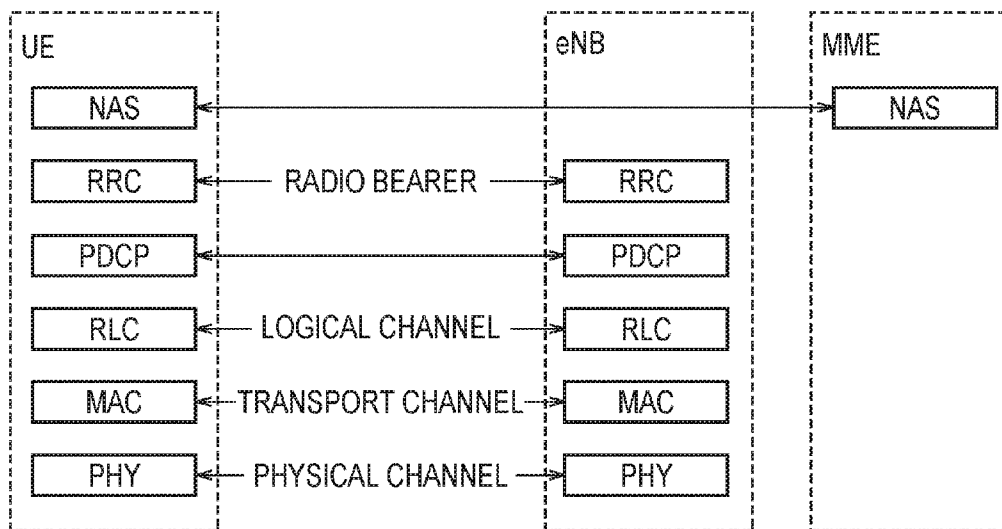 UE eNB MME
NAS NAS
RRC RADIO BEARER RRC
PDCP PDCP
RLC LOGICAL CHANNEL RLC
MAC TRANSPORT CHANNEL MAC
PHY PHYSICAL CHANNEL PHY